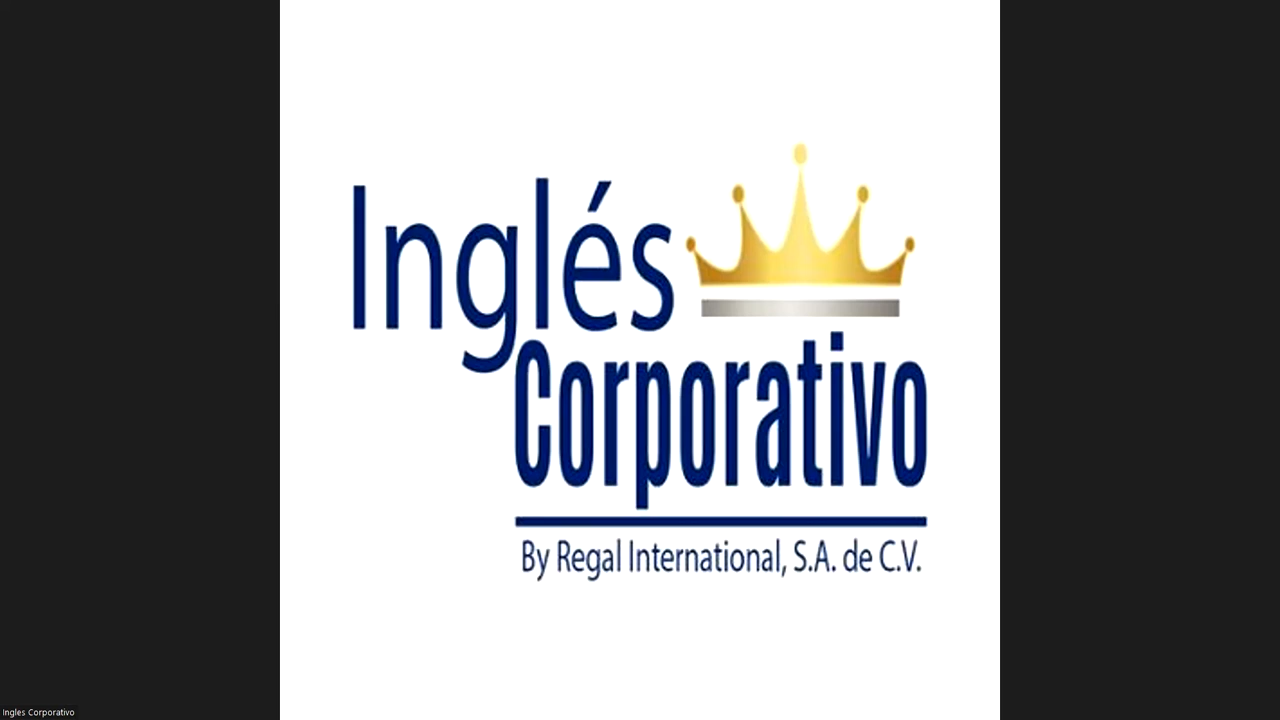 Inglés
Corporativo
By Regal International, S.A. de C.V.
Ingles Corporativo